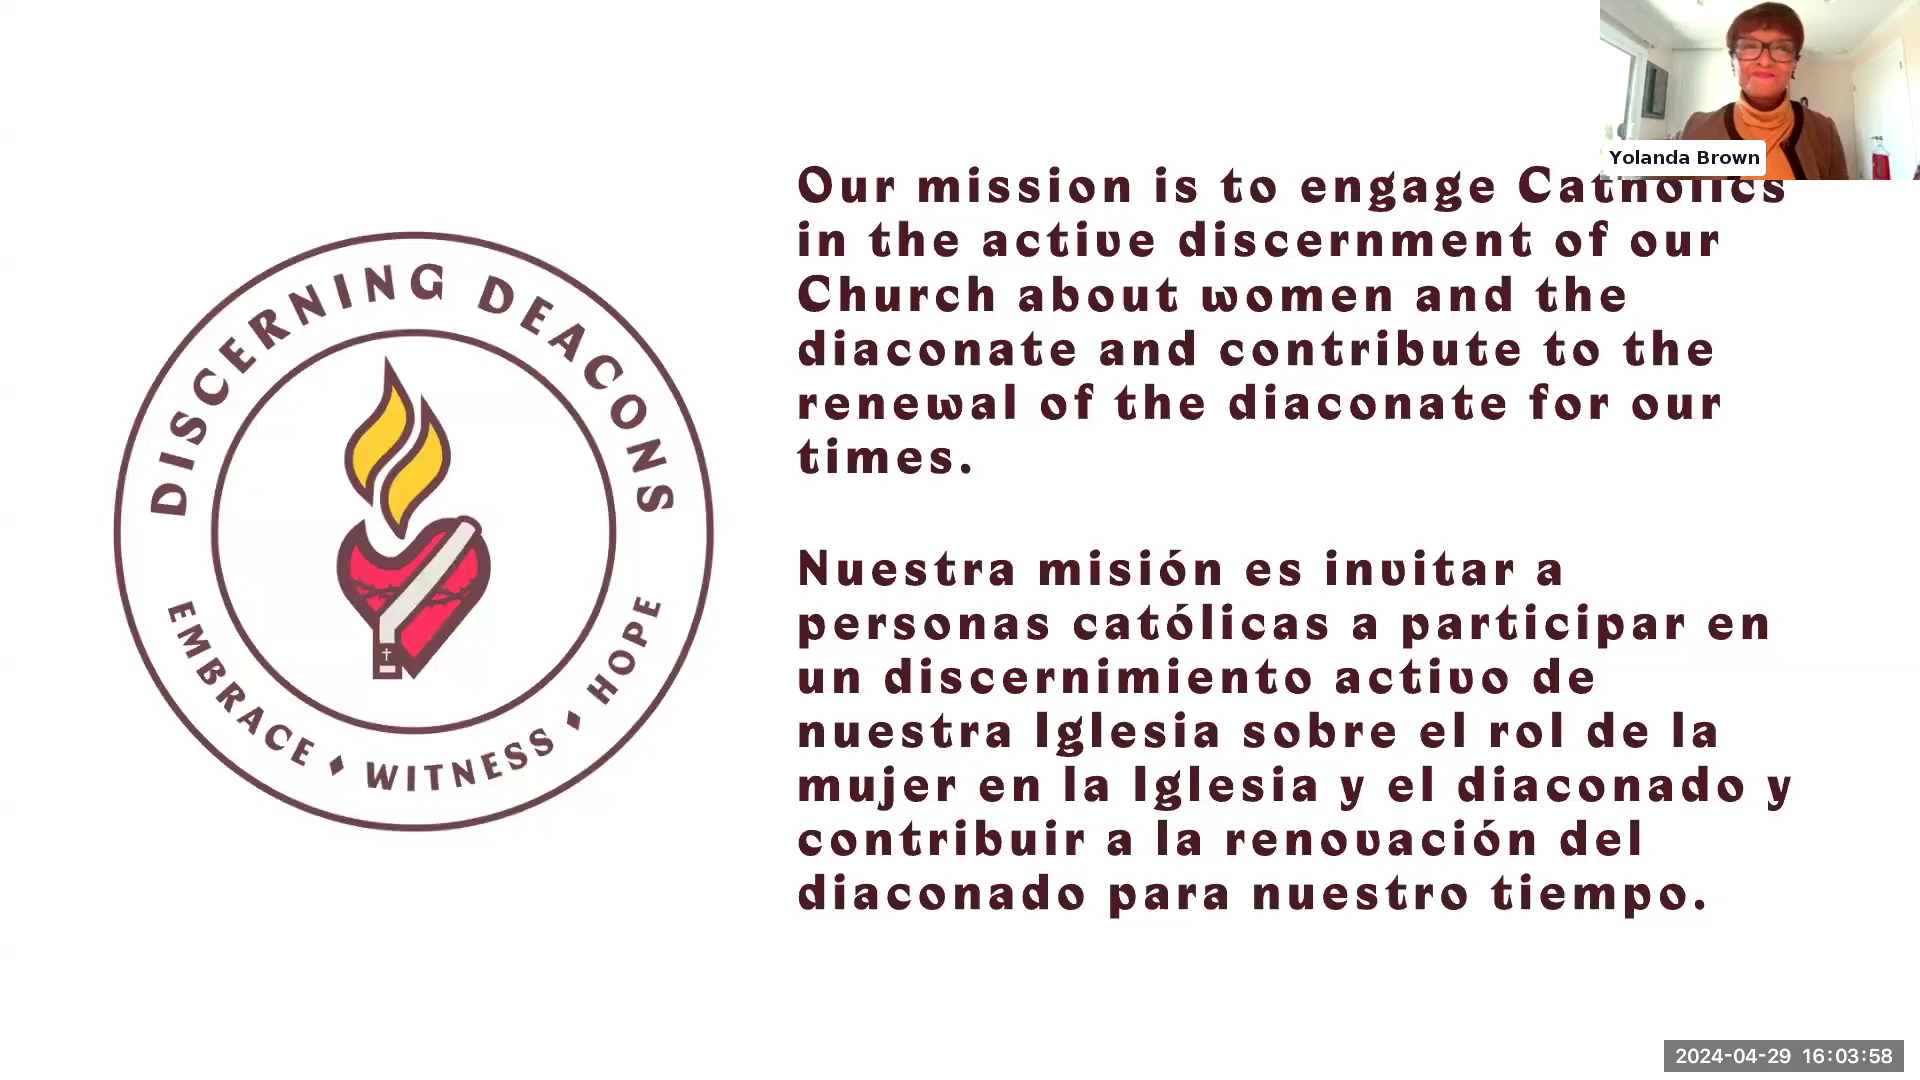 DISCERNING DEACONS
EMBRACE ♦ WITNESS ♦ HOPE
Our mission is to engage Catholics
in the active discernment of our
Church about women and the
diaconate and contribute to the
renewal of the diaconate for our
times.
Nuestra misión es invitar a
personas católicas a participar en
un discernimiento activo de
nuestra Iglesia sobre el rol de la
mujer en la Iglesia y el diaconado y
contribuir a la renovación del
diaconado para nuestro tiempo.
Yolanda Brown
2024-04-29 16:03:58